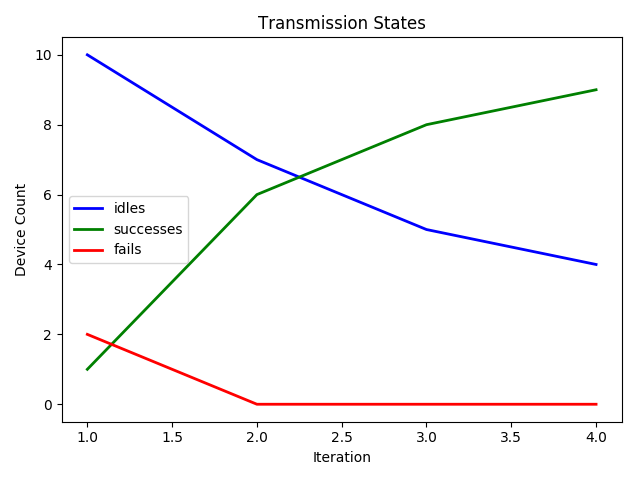 Transmission States
Device Count
10
8
6
4
2
0
idles
successes
fails
1.0 1.5 2.0 2.5 3.0 3.5 4.0
Iteration